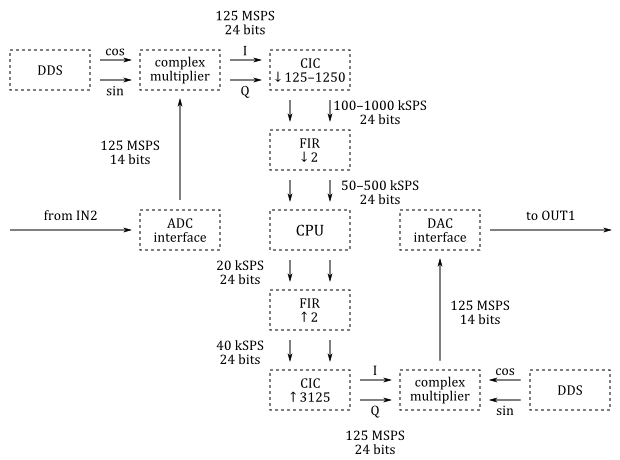 125 MSPS
24 bits
cos
I
DDS
complex
multiplier
CIC
↓125–1250
sin
Q
100–1000 kSPS
24 bits
125 MSPS
14 bits
FIR
↓2
50–500 kSPS
24 bits
from IN2
ADC
interface
CPU
DAC
interface
to OUT1
20 kSPS
24 bits
FIR
↑2
125 MSPS
14 bits
40 kSPS
24 bits
CIC
↑3125
I
Q
complex
multiplier
cos
sin
DDS
125 MSPS
24 bits